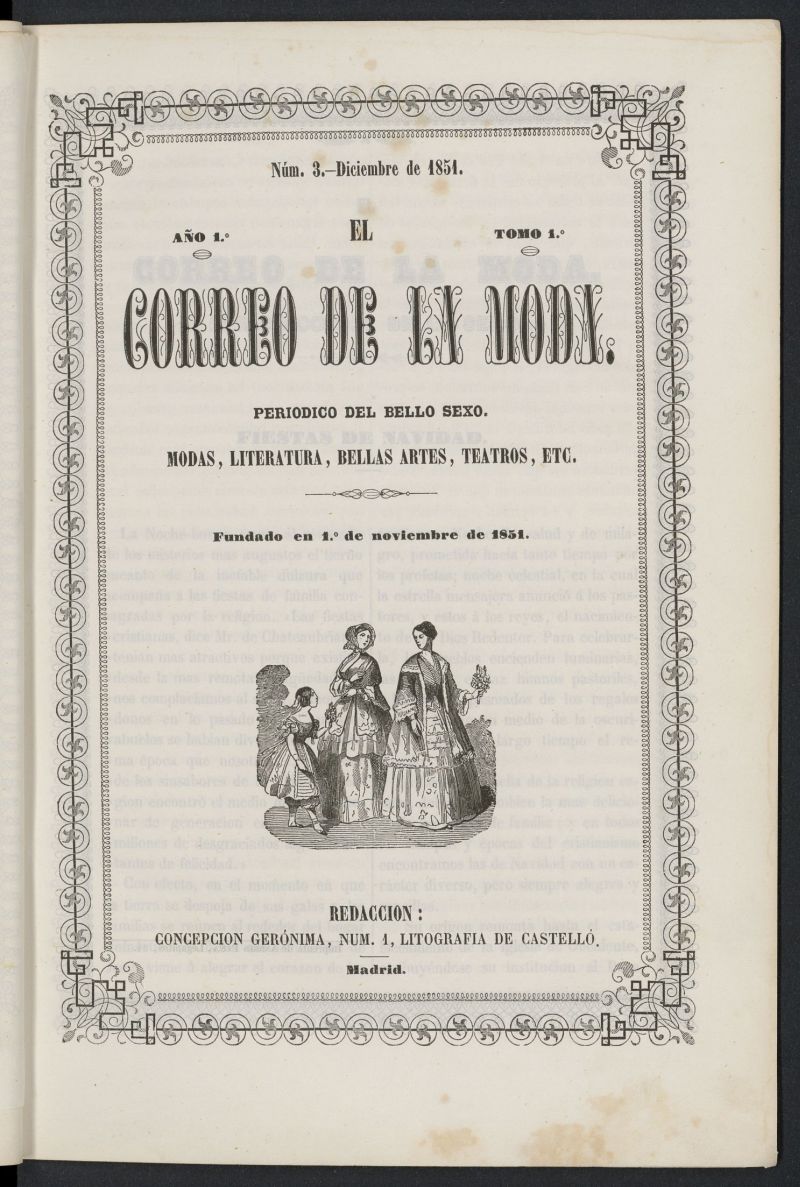 Núm. 3.—Diciembre de 1851.
AÑO 1.º
EL
TOMO 1.º
CORREO DE LA MODA.
PERIODICO DEL BELLO SEXO.
MODAS, LITERATURA, BELLAS ARTES, TEATROS, ETC.
Fundado en 1.º de noviembre de 1851.
REDACCION:
CONCEPCION GERÓNIMA, NUM. 1, LITOGRAFIA DE CASTELLÓ.
Madrid.